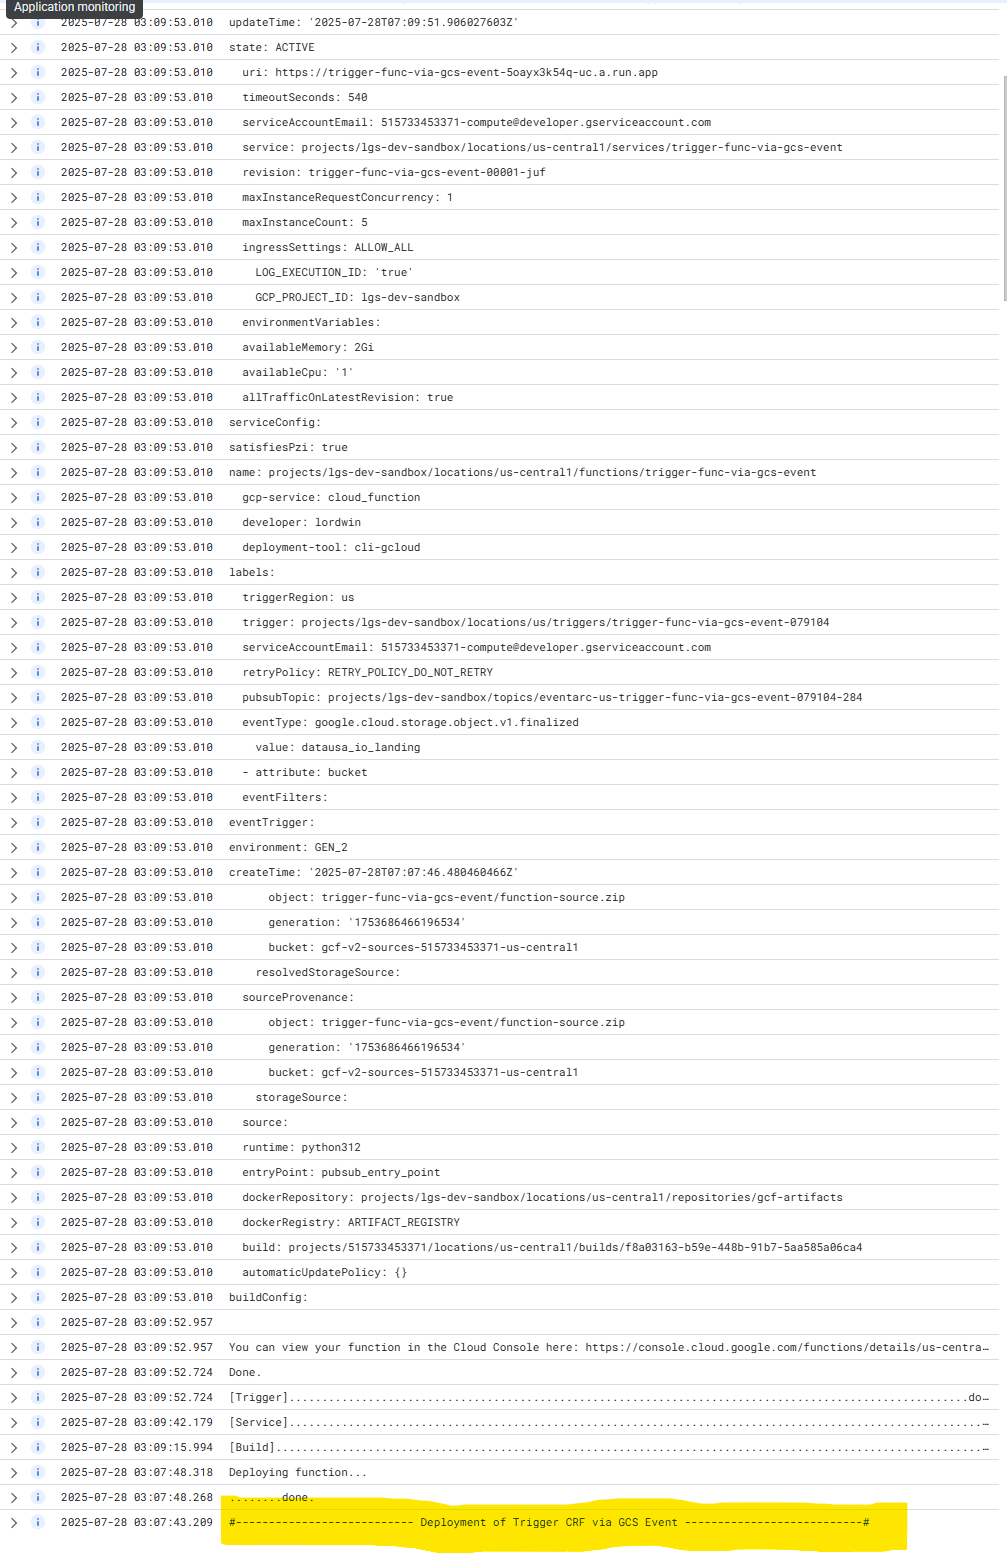 Application monitoring
2025-07-28 03:09:53.010 updateTime: '2025-07-28T07:09:51.906027603Z'
2025-07-28 03:09:53.010 state: ACTIVE
2025-07-28 03:09:53.010 uri: https://trigger-func-via-gcs-event-5oayx3k54q-uc.a.run.app
2025-07-28 03:09:53.010 timeoutSeconds: 540
2025-07-28 03:09:53.010 serviceAccountEmail: 515733453371-compute@developer.gserviceaccount.com
2025-07-28 03:09:53.010 service: projects/lgs-dev-sandbox/locations/us-central1/services/trigger-func-via-gcs-event
2025-07-28 03:09:53.010 revision: trigger-func-via-gcs-event-00001-juf
2025-07-28 03:09:53.010 maxInstanceRequestConcurrency: 1
2025-07-28 03:09:53.010 maxInstanceCount: 5
2025-07-28 03:09:53.010 ingressSettings: ALLOW_ALL
2025-07-28 03:09:53.010 LOG_EXECUTION_ID: 'true'
2025-07-28 03:09:53.010 GCP_PROJECT_ID: lgs-dev-sandbox
2025-07-28 03:09:53.010 environmentVariables:
2025-07-28 03:09:53.010 availableMemory: 2Gi
2025-07-28 03:09:53.010 availableCpu: '1'
2025-07-28 03:09:53.010 allTrafficOnLatestRevision: true
2025-07-28 03:09:53.010 serviceConfig:
2025-07-28 03:09:53.010 satisfiesPzi: true
2025-07-28 03:09:53.010 name: projects/lgs-dev-sandbox/locations/us-central1/functions/trigger-func-via-gcs-event
2025-07-28 03:09:53.010 gcp-service: cloud_function
2025-07-28 03:09:53.010 developer: lordwin
2025-07-28 03:09:53.010 deployment-tool: cli-gcloud
2025-07-28 03:09:53.010 labels:
2025-07-28 03:09:53.010 triggerRegion: us
2025-07-28 03:09:53.010 trigger: projects/lgs-dev-sandbox/locations/us/triggers/trigger-func-via-gcs-event-079104
2025-07-28 03:09:53.010 serviceAccountEmail: 515733453371-compute@developer.gserviceaccount.com
2025-07-28 03:09:53.010 retryPolicy: RETRY_POLICY_DO_NOT_RETRY
2025-07-28 03:09:53.010 pubsubTopic: projects/lgs-dev-sandbox/topics/eventarc-us-trigger-func-via-gcs-event-079104-284
2025-07-28 03:09:53.010 eventType: google.cloud.storage.object.v1.finalized
2025-07-28 03:09:53.010 value: datausa_io_landing
2025-07-28 03:09:53.010 - attribute: bucket
2025-07-28 03:09:53.010 eventFilters:
2025-07-28 03:09:53.010 eventTrigger:
2025-07-28 03:09:53.010 environment: GEN_2
2025-07-28 03:09:53.010 createTime: '2025-07-28T07:07:46.480460466Z'
2025-07-28 03:09:53.010 object: trigger-func-via-gcs-event/function-source.zip
2025-07-28 03:09:53.010 generation: '1753686466196534'
2025-07-28 03:09:53.010 bucket: gcf-v2-sources-515733453371-us-central1
2025-07-28 03:09:53.010 resolvedStorageSource:
2025-07-28 03:09:53.010 sourceProvenance:
2025-07-28 03:09:53.010 object: trigger-func-via-gcs-event/function-source.zip
2025-07-28 03:09:53.010 generation: '1753686466196534'
2025-07-28 03:09:53.010 bucket: gcf-v2-sources-515733453371-us-central1
2025-07-28 03:09:53.010 storageSource:
2025-07-28 03:09:53.010 source:
2025-07-28 03:09:53.010 runtime: python312
2025-07-28 03:09:53.010 entryPoint: pubsub_entry_point
2025-07-28 03:09:53.010 dockerRepository: projects/lgs-dev-sandbox/locations/us-central1/repositories/gcf-artifacts
2025-07-28 03:09:53.010 dockerRegistry: ARTIFACT_REGISTRY
2025-07-28 03:09:53.010 build: projects/515733453371/locations/us-central1/builds/f8a03163-b59e-448b-91b7-5aa585a06ca4
2025-07-28 03:09:53.010 automaticUpdatePolicy: {}
2025-07-28 03:09:53.010 buildConfig:
2025-07-28 03:09:52.957
2025-07-28 03:09:52.957 You can view your function in the Cloud Console here: https://console.cloud.google.com/functions/details/us-centra…
2025-07-28 03:09:52.724 Done.
2025-07-28 03:09:52.724 [Trigger].......................................................................................................do…
2025-07-28 03:09:42.179 [Service].........................................................................................................…
2025-07-28 03:09:15.994 [Build]...........................................................................................................…
2025-07-28 03:07:48.318 Deploying function...
2025-07-28 03:07:48.268 ........done.
2025-07-28 03:07:43.209 #--------------------------- Deployment of Trigger CRF via GCS Event ---------------------------#